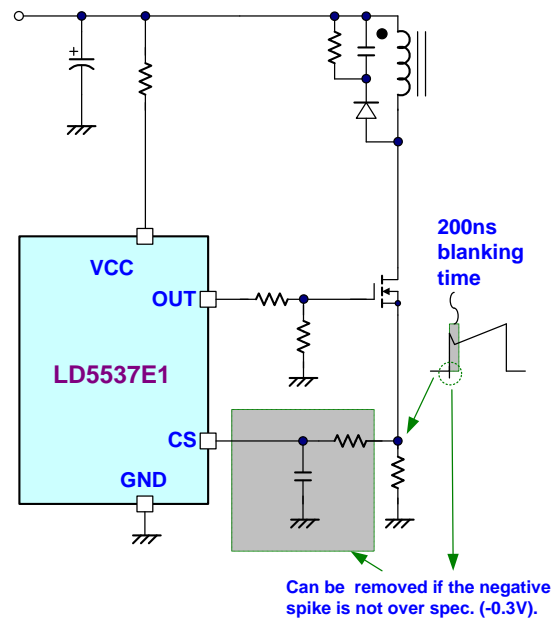 200ns
blanking
time
VCC
OUT
LD5537E1
CS
GND
+
Can be removed if the negative
spike is not over spec. (-0.3V).